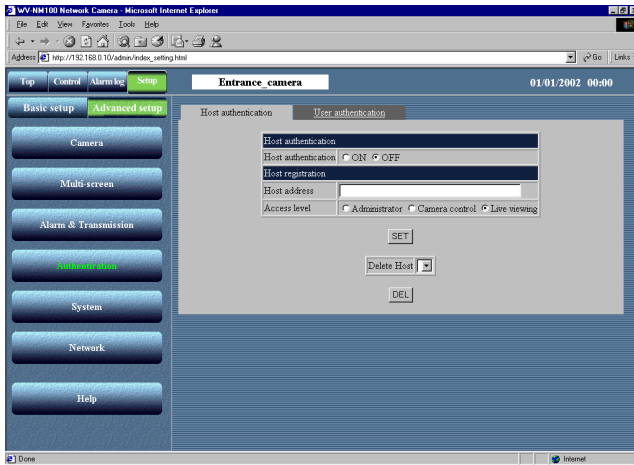 WV-NM100 Network Camera - Microsoft Internet Explorer
File Edit View Favorites Tools Help
Address http://192.168.0.10/admin/index_setting.html Go Links
Top Control Alarm log Setup Entrance_camera 01/01/2002 00:00
Basic setup Advanced setup
Host authentication User authentication
Camera
Multi-screen
Alarm & Transmission
Authentication
System
Network
Help
Host authentication
Host authentication ON OFF
Host registration
Host address
Access level Administrator Camera control Live viewing
SET
Delete Host
DEL
Done Internet